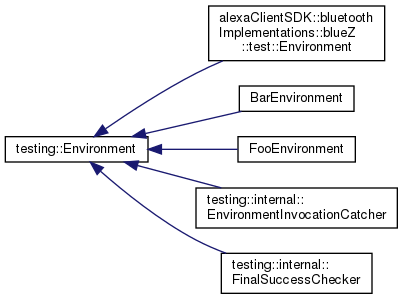 alexaClientSDK::bluetooth
Implementations::blueZ
::test::Environment
BarEnvironment
testing::Environment
FooEnvironment
testing::internal::
EnvironmentInvocationCatcher
testing::internal::
FinalSuccessChecker